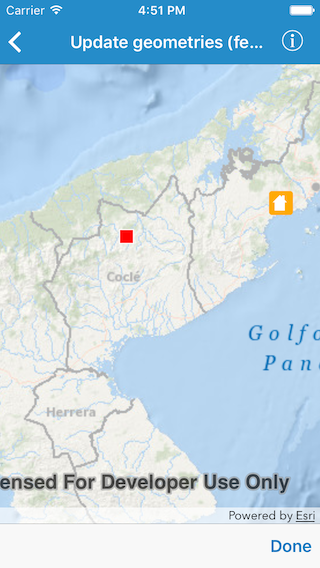 Carrier 4:51 PM
Update geometries (fe...
Coclé
Golfo
Pana
Herrera
ensed For Developer Use Only
Powered by Esri
Done